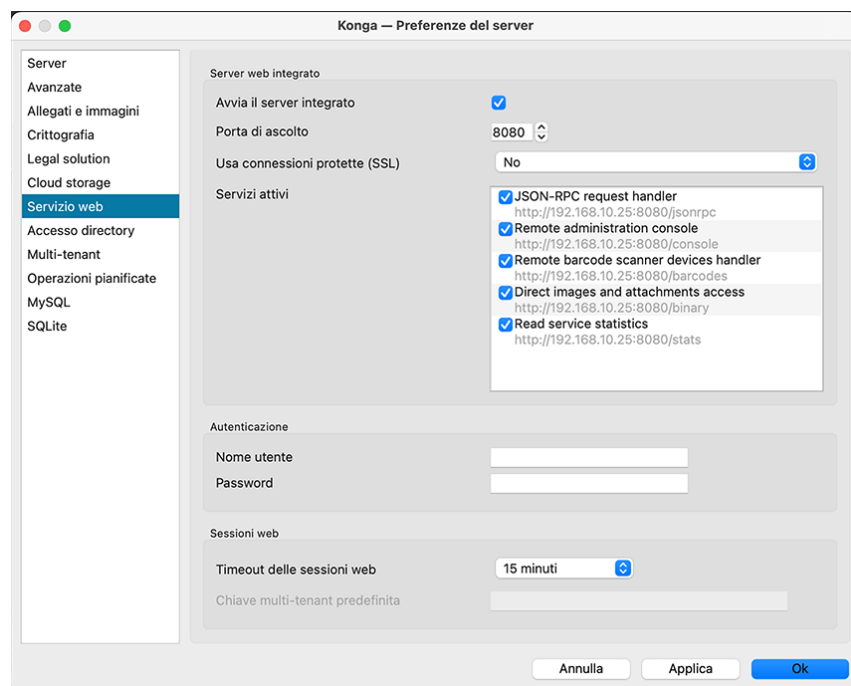 Konga — Preferenze del server
Server
Avanzate
Allegati e immagini
Crittografia
Legal solution
Cloud storage
Servizio web
Accesso directory
Multi-tenant
Operazioni pianificate
MySQL
SQLite
Server web integrato
Avvia il server integrato
Porta di ascolto 8080
Usa connessioni protette (SSL) No
Servizi attivi
JSON-RPC request handler
http://192.168.10.25:8080/jsonrpc
Remote administration console
http://192.168.10.25:8080/console
Remote barcode scanner devices handler
http://192.168.10.25:8080/barcodes
Direct images and attachments access
http://192.168.10.25:8080/binary
Read service statistics
http://192.168.10.25:8080/stats
Autenticazione
Nome utente
Password
Sessioni web
Timeout delle sessioni web 15 minuti
Chiave multi-tenant predefinita
Annulla Applica Ok